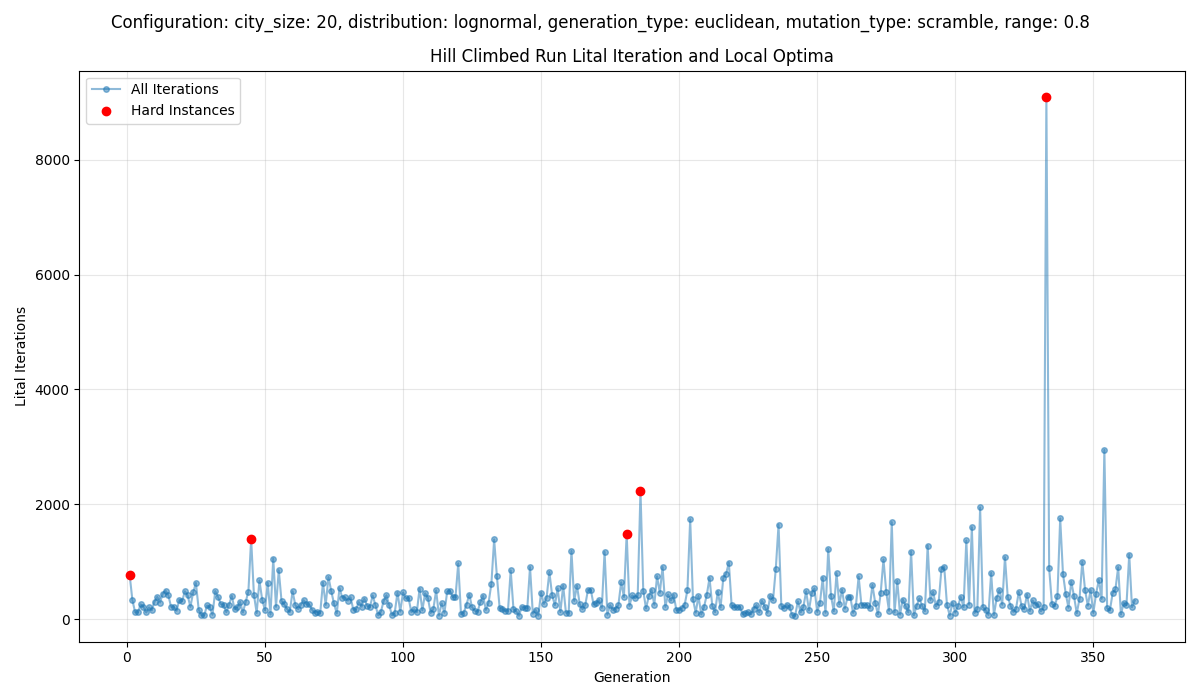 Configuration: city_size: 20, distribution: lognormal, generation_type: euclidean, mutation_type: scramble, range: 0.8
Hill Climbed Run Lital Iteration and Local Optima
All Iterations
Hard Instances
Lital Iterations
8000
6000
4000
2000
0
0 50 100 150 200 250 300 350
Generation